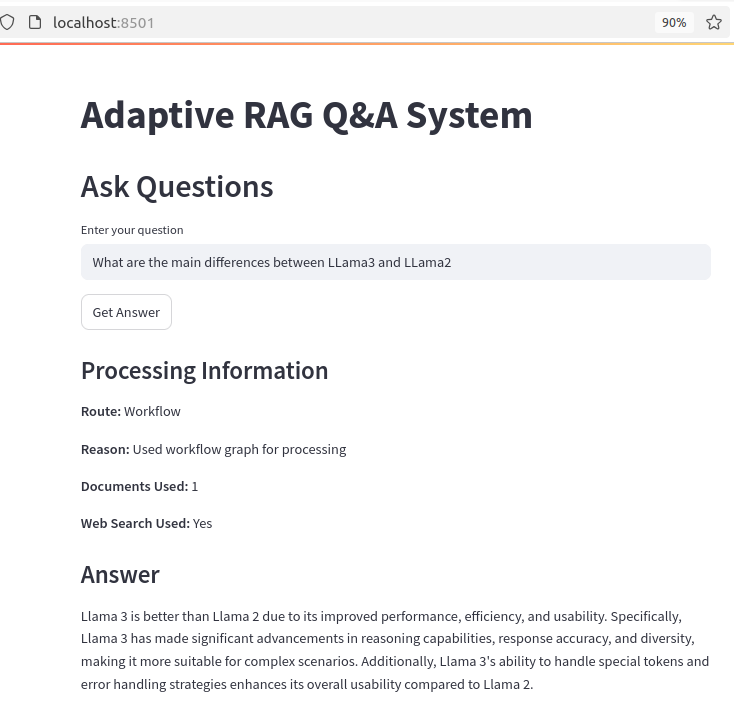 localhost:8501
90%
Adaptive RAG Q&A System
Ask Questions
Enter your question
What are the main differences between LLama3 and LLama2
Get Answer
Processing Information
Route: Workflow
Reason: Used workflow graph for processing
Documents Used: 1
Web Search Used: Yes
Answer
Llama 3 is better than Llama 2 due to its improved performance, efficiency, and usability. Specifically,
Llama 3 has made significant advancements in reasoning capabilities, response accuracy, and diversity,
making it more suitable for complex scenarios. Additionally, Llama 3's ability to handle special tokens and
error handling strategies enhances its overall usability compared to Llama 2.